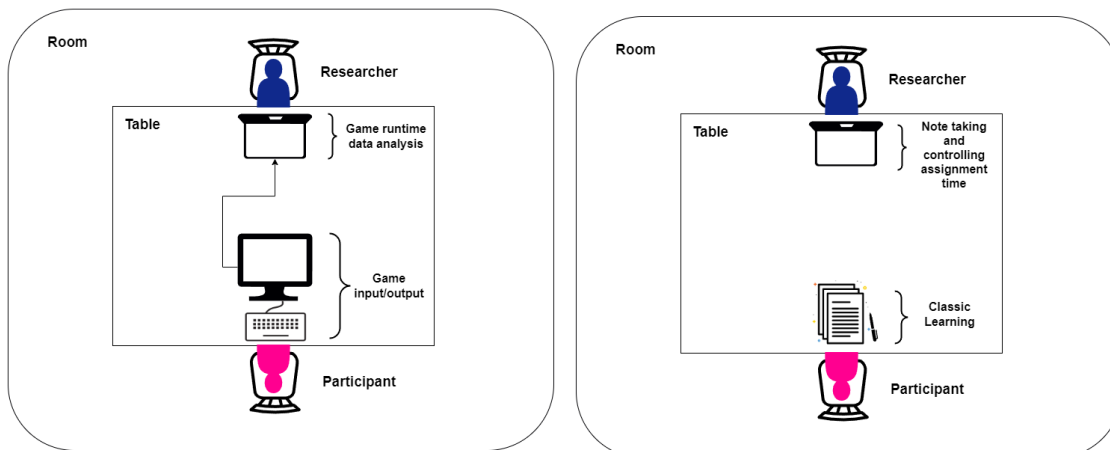 Room
Researcher
Table
Game runtime
data analysis
Game
input/output
Participant
Room
Researcher
Table
Note taking
and
controlling
assignment
time
Classic
Learning
Participant